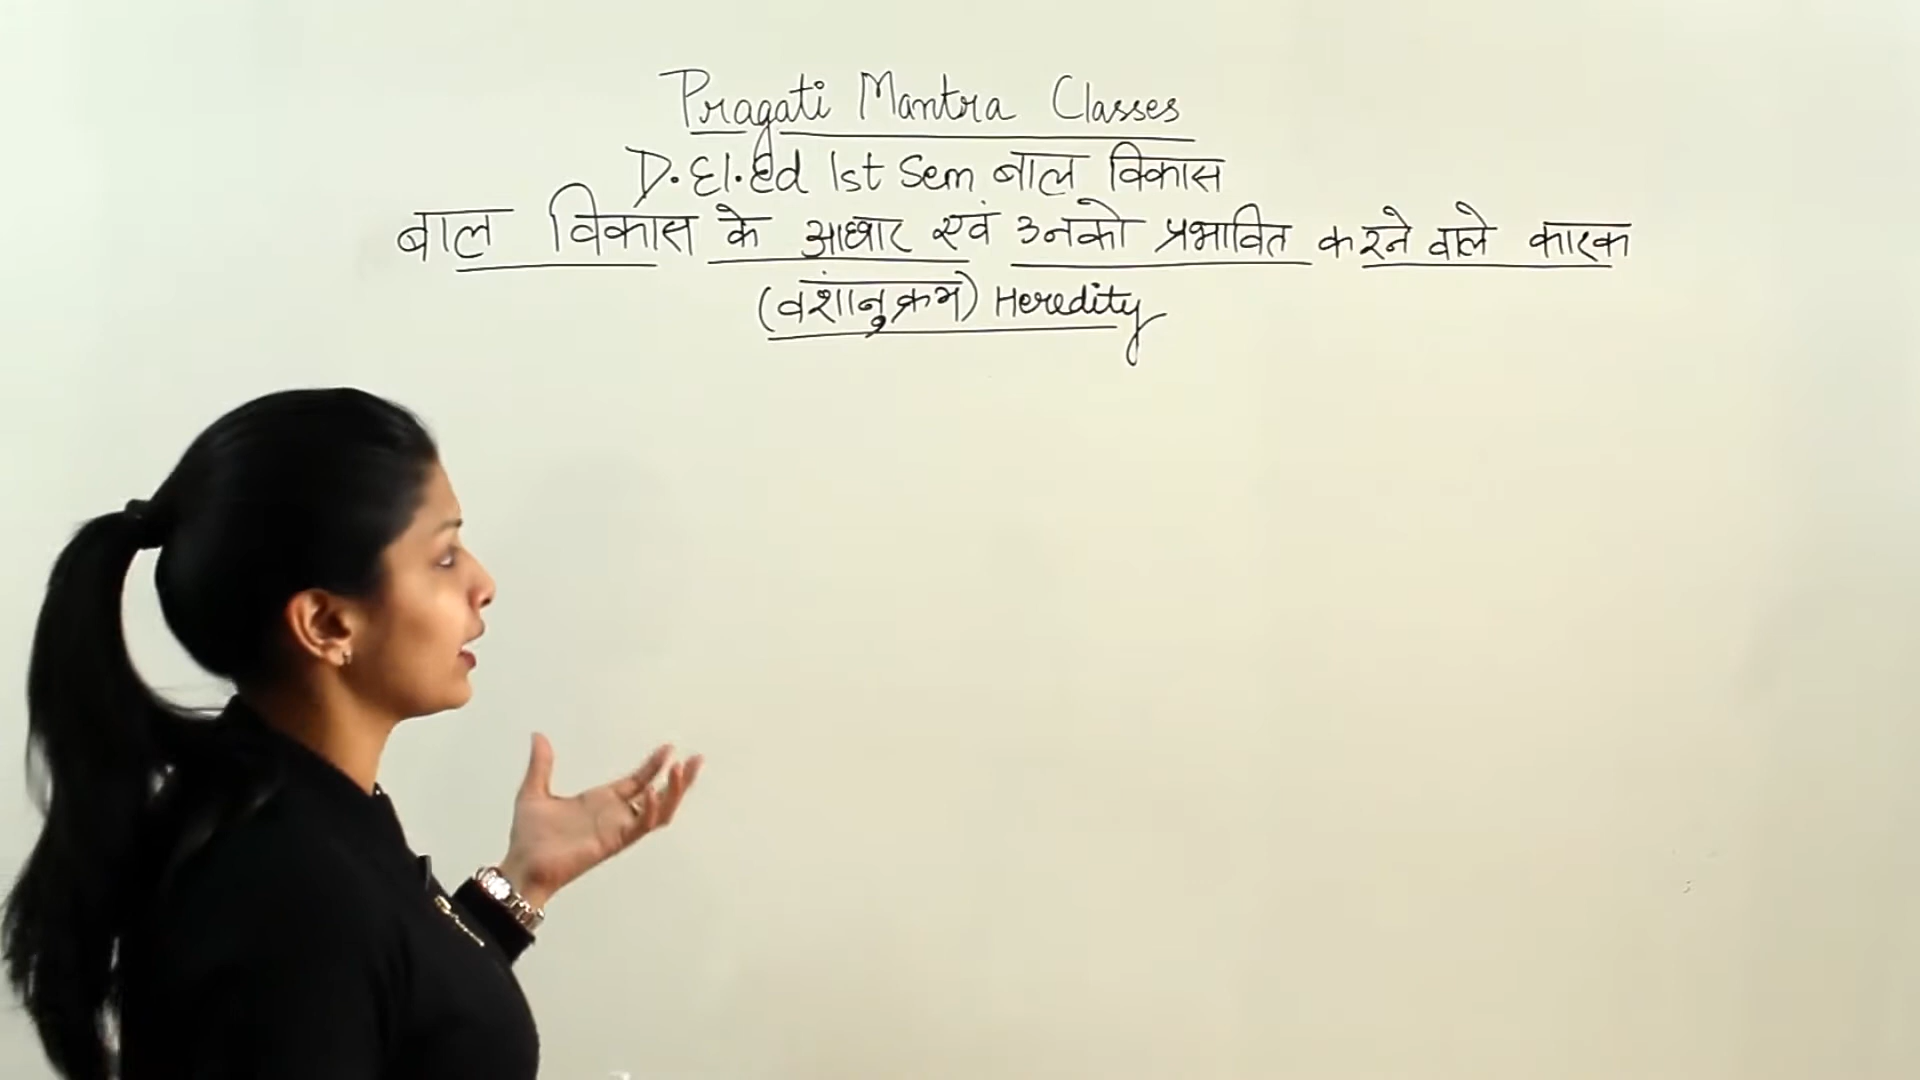 Pragati Mantra Classes
D.El.Ed 1st Sem बाल विकास
बाल विकास के आधार एवं उनको प्रभावित करने वाले कारक
(वंशानुक्रम) Heredity